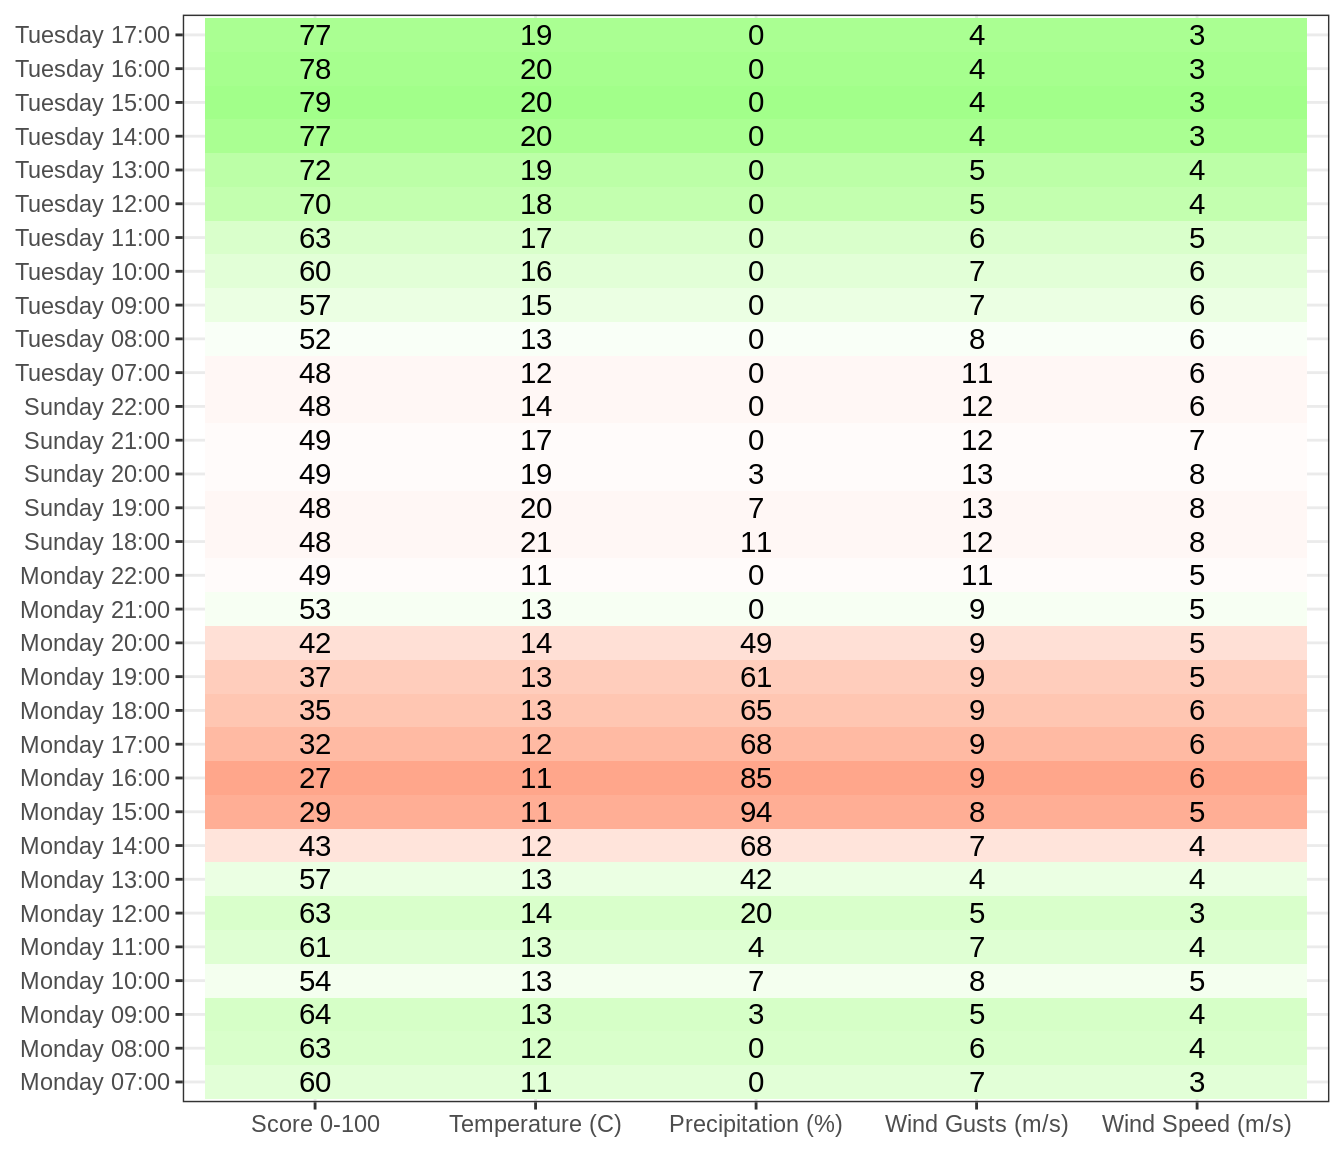 Tuesday 17:00 77 19 0 4 3
Tuesday 16:00 78 20 0 4 3
Tuesday 15:00 79 20 0 4 3
Tuesday 14:00 77 20 0 4 3
Tuesday 13:00 72 19 0 5 4
Tuesday 12:00 70 18 0 5 4
Tuesday 11:00 63 17 0 6 5
Tuesday 10:00 60 16 0 7 6
Tuesday 09:00 57 15 0 7 6
Tuesday 08:00 52 13 0 8 6
Tuesday 07:00 48 12 0 11 6
Sunday 22:00 48 14 0 12 6
Sunday 21:00 49 17 0 12 7
Sunday 20:00 49 19 3 13 8
Sunday 19:00 48 20 7 13 8
Sunday 18:00 48 21 11 12 8
Monday 22:00 49 11 0 11 5
Monday 21:00 53 13 0 9 5
Monday 20:00 42 14 49 9 5
Monday 19:00 37 13 61 9 5
Monday 18:00 35 13 65 9 6
Monday 17:00 32 12 68 9 6
Monday 16:00 27 11 85 9 6
Monday 15:00 29 11 94 8 5
Monday 14:00 43 12 68 7 4
Monday 13:00 57 13 42 4 4
Monday 12:00 63 14 20 5 3
Monday 11:00 61 13 4 7 4
Monday 10:00 54 13 7 8 5
Monday 09:00 64 13 3 5 4
Monday 08:00 63 12 0 6 4
Monday 07:00 60 11 0 7 3
Score 0-100 Temperature (C) Precipitation (%) Wind Gusts (m/s) Wind Speed (m/s)